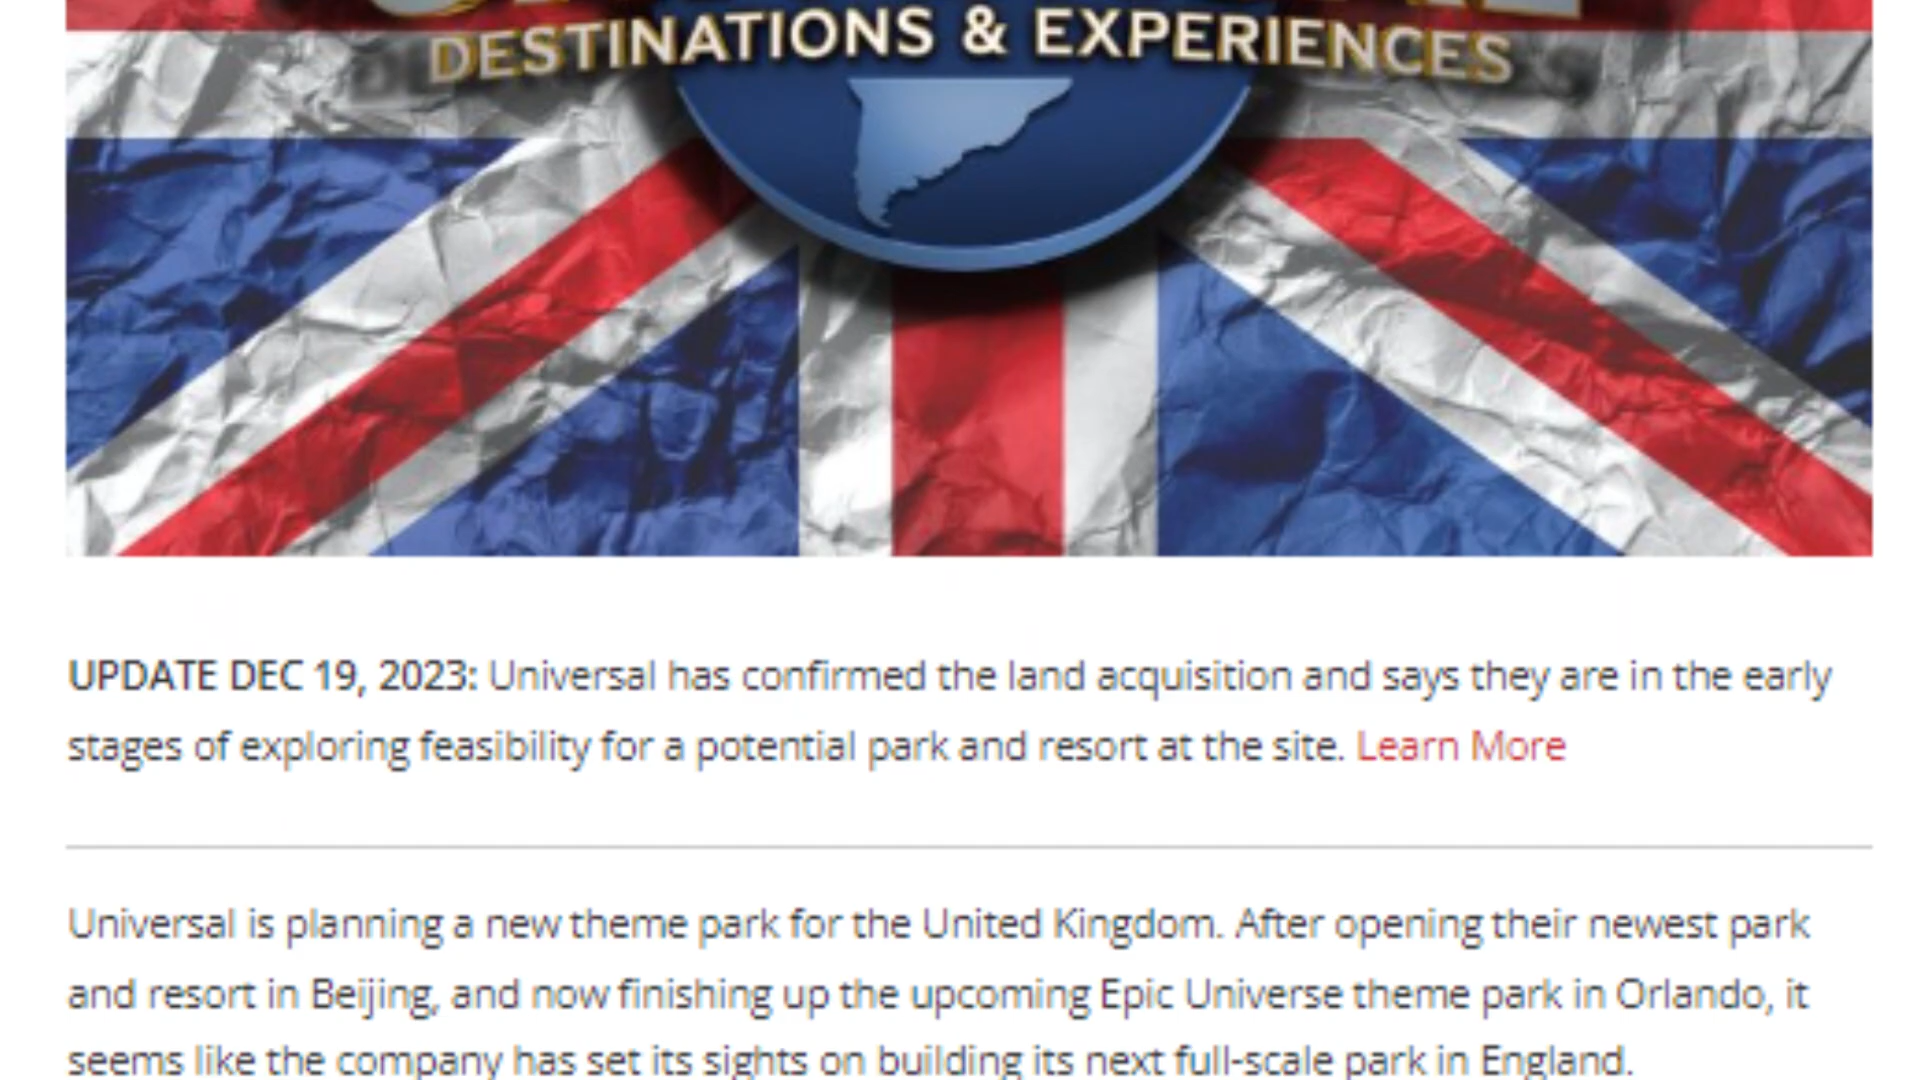 DESTINATIONS & EXPERIENCES
UPDATE DEC 19, 2023: Universal has confirmed the land acquisition and says they are in the early
stages of exploring feasibility for a potential park and resort at the site. Learn More
Universal is planning a new theme park for the United Kingdom. After opening their newest park
and resort in Beijing, and now finishing up the upcoming Epic Universe theme park in Orlando, it
seems like the company has set its sights on building its next full-scale park in England.